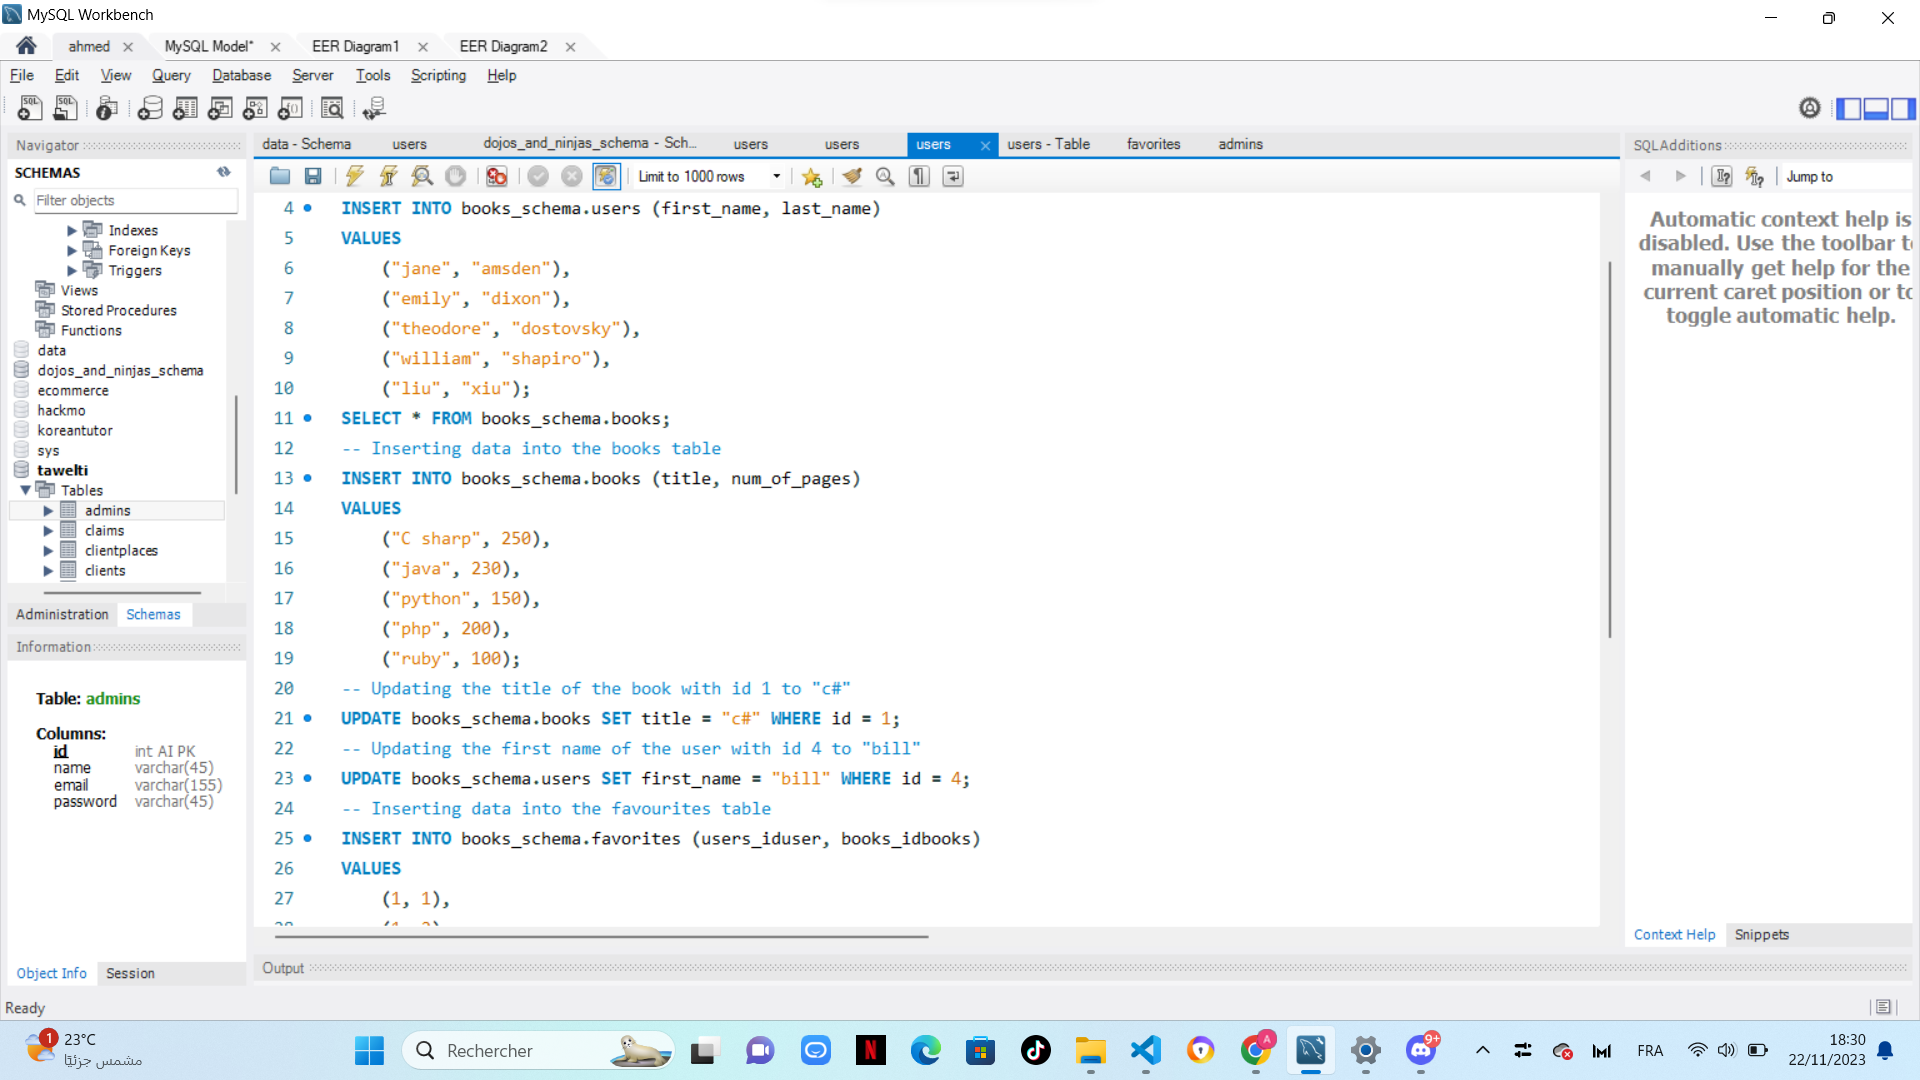 MySQL Workbench
ahmed
MySQL Model*
EER Diagram1
EER Diagram2
File Edit View Query Database Server Tools Scripting Help
Navigator
SCHEMAS
Filter objects
Indexes
Foreign Keys
Triggers
Views
Stored Procedures
Functions
data
dojos_and_ninjas_schema
ecommerce
hackmo
koreantutor
sys
tawelti
Tables
admins
claims
clientplaces
clients
Administration Schemas
Information
Table: admins
Columns:
id int AI PK
name varchar(45)
email varchar(155)
password varchar(45)
Object Info Session
data - Schema
users
dojos_and_ninjas_schema - Sch...
users
users
users
users - Table
favorites
admins
Limit to 1000 rows
4 INSERT INTO books_schema.users (first_name, last_name)
5 VALUES
6 ("jane", "amsden"),
7 ("emily", "dixon"),
8 ("theodore", "dostovsky"),
9 ("william", "shapiro"),
10 ("liu", "xiu");
11 SELECT * FROM books_schema.books;
12 -- Inserting data into the books table
13 INSERT INTO books_schema.books (title, num_of_pages)
14 VALUES
15 ("C sharp", 250),
16 ("java", 230),
17 ("python", 150),
18 ("php", 200),
19 ("ruby", 100);
20 -- Updating the title of the book with id 1 to "c#"
21 UPDATE books_schema.books SET title = "c#" WHERE id = 1;
22 -- Updating the first name of the user with id 4 to "bill"
23 UPDATE books_schema.users SET first_name = "bill" WHERE id = 4;
24 -- Inserting data into the favourites table
25 INSERT INTO books_schema.favorites (users_iduser, books_idbooks)
26 VALUES
27 (1, 1),
Output
SQLAdditions
Jump to
Automatic context help is
disabled. Use the toolbar
manually get help for the
current caret position or
toggle automatic help.
Context Help Snippets
Ready
1
23°C
مشمس جزئيًا
Rechercher
A
9+
FRA
18:30
22/11/2023